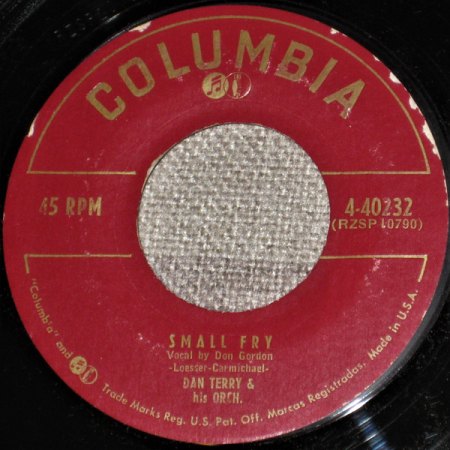 COLUMBIA
45 RPM
4-40232
(RZSP 10790)
SMALL FRY
Vocal by Don Gordon
-Loesser-Carmichael-
DAN TERRY &
his ORCH.
"Columbia" and
Trade Marks Reg. U.S. Pat. Off. Marcas Registradas. Made in U.S.A.